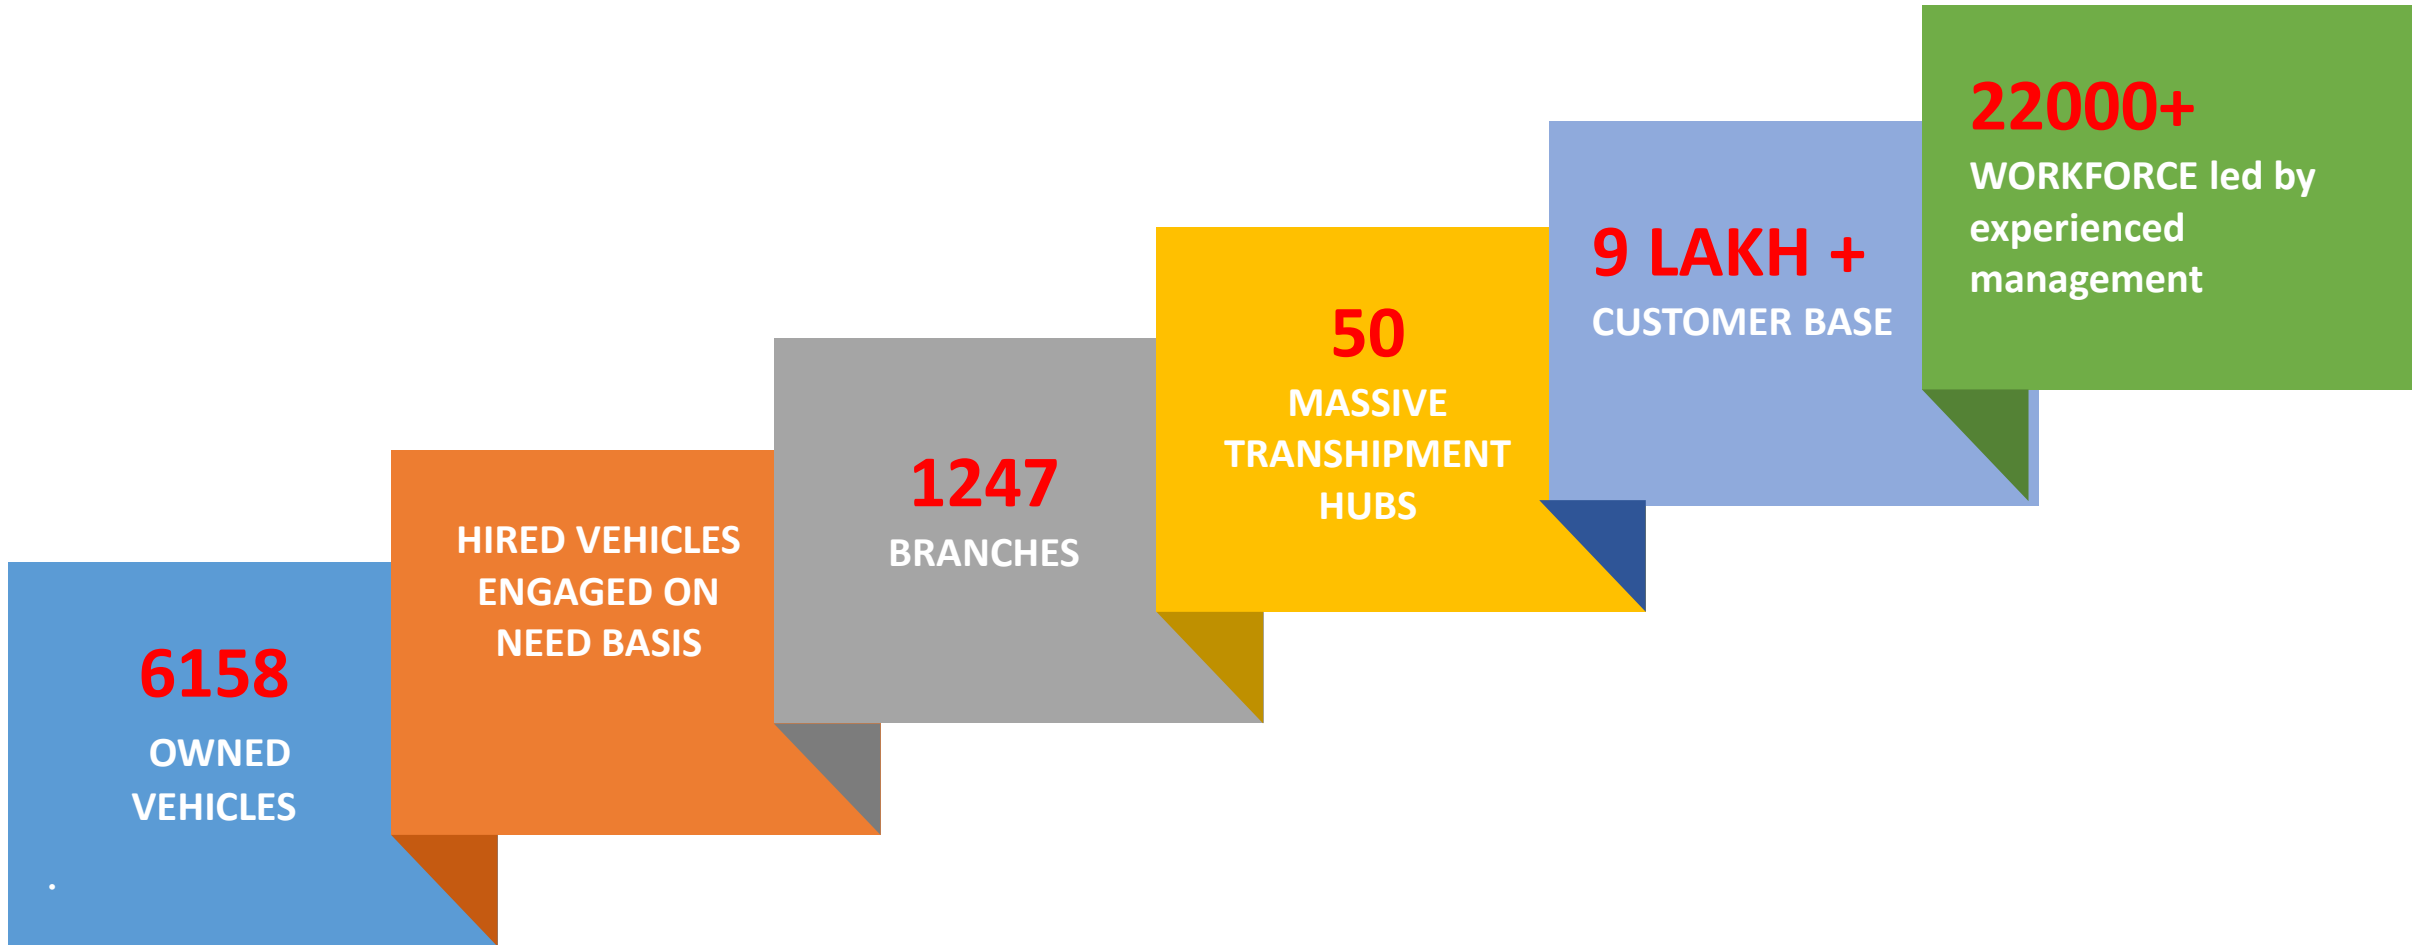 6158
OWNED
VEHICLES
.
HIRED VEHICLES
ENGAGED ON
NEED BASIS
1247
BRANCHES
50
MASSIVE
TRANSHIPMENT
HUBS
9 LAKH +
CUSTOMER BASE
22000+
WORKFORCE led by
experienced
management